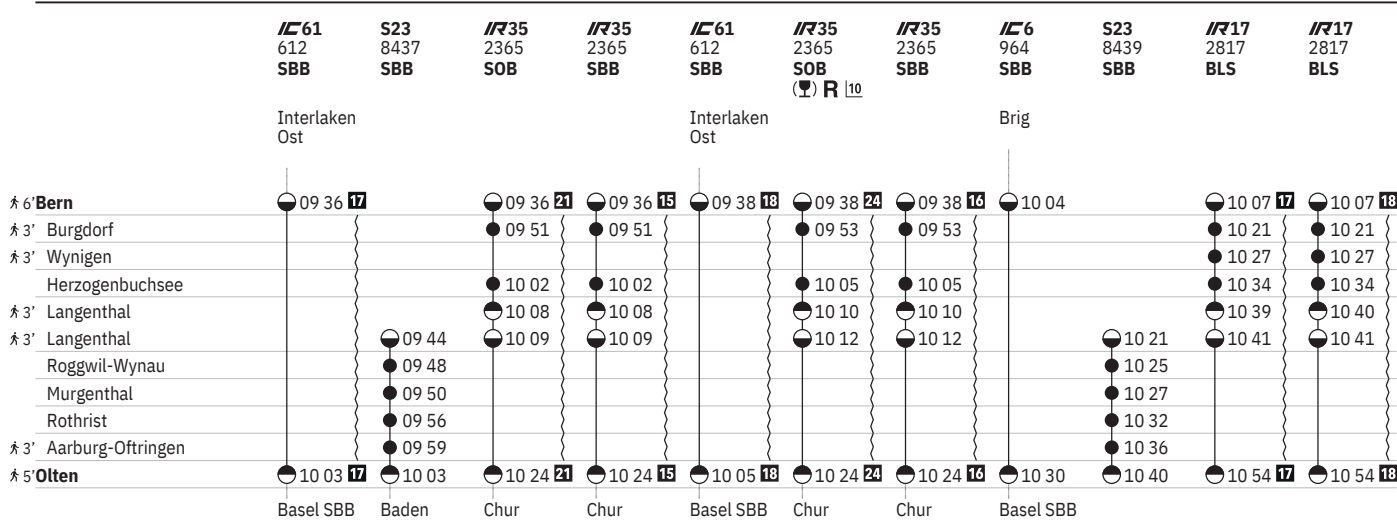 IC61 S23 IR35 IR35 IC61 IR35 IR35 IC6 S23 IR17 IR17
612 8437 2365 2365 612 2365 2365 964 8439 2817 2817
SBB SBB SOB SBB SBB SOB SBB SBB SBB BLS BLS
R 10
Interlaken Interlaken Brig
Ost Ost
6' Bern 09 36 17 09 36 21 09 36 15 09 38 18 09 38 24 09 38 16 10 04 10 07 17 10 07 18
3' Burgdorf 09 51 09 51 09 53 09 53 10 21 10 21
3' Wynigen 10 27 10 27
Herzogenbuchsee 10 02 10 02 10 05 10 05 10 34 10 34
3' Langenthal 10 08 10 08 10 10 10 10 10 39 10 40
3' Langenthal 09 44 10 09 10 09 10 12 10 12 10 21 10 41 10 41
Roggwil-Wynau 09 48 10 25
Murgenthal 09 50 10 27
Rothrist 09 56 10 32
3' Aarburg-Oftringen 09 59 10 36
5' Olten 10 03 17 10 03 10 24 21 10 24 15 10 05 18 10 24 24 10 24 16 10 30 10 40 10 54 17 10 54 18
Basel SBB Baden Chur Chur Basel SBB Chur Chur Basel SBB